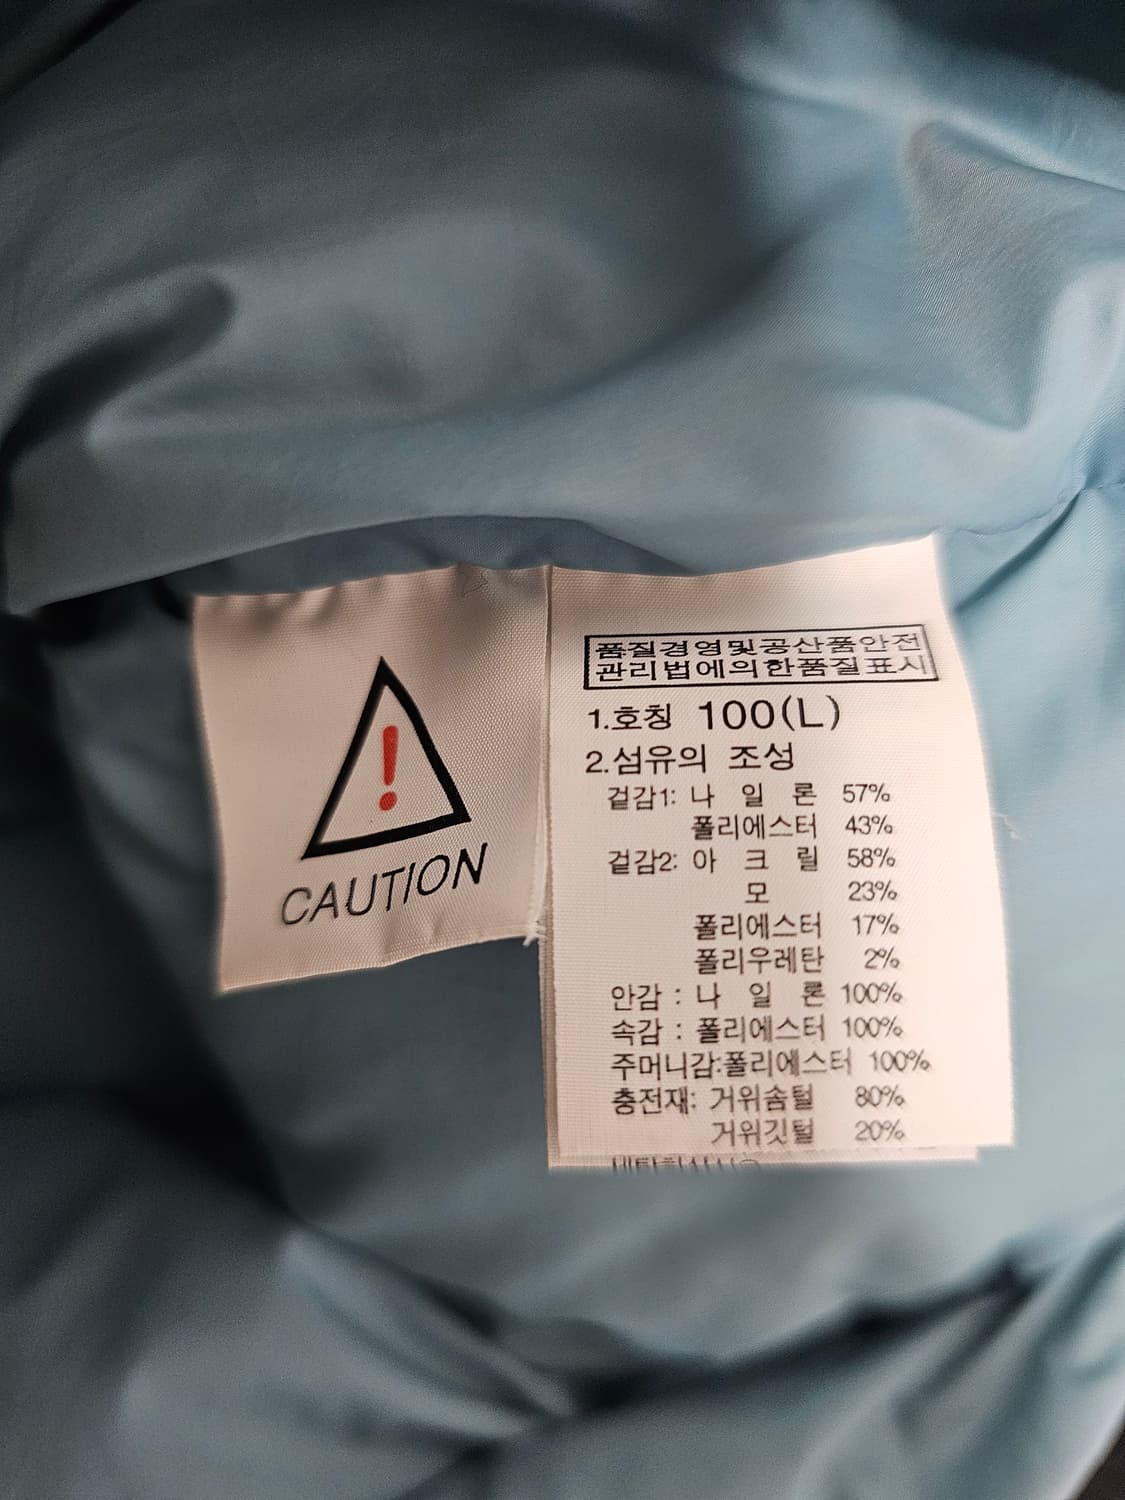 CAUTION
품질경영및공산품안전
관리법에의한품질표시
1.호칭 100(L)
2.섬유의 조성
겉감1: 나 일 론 57%
폴리에스터 43%
겉감2: 아 크 릴 58%
모 23%
폴리에스터 17%
폴리우레탄 2%
안감 : 나 일 론 100%
속감 : 폴리에스터 100%
주머니감:폴리에스터 100%
충전재: 거위솜털 80%
거위깃털 20%